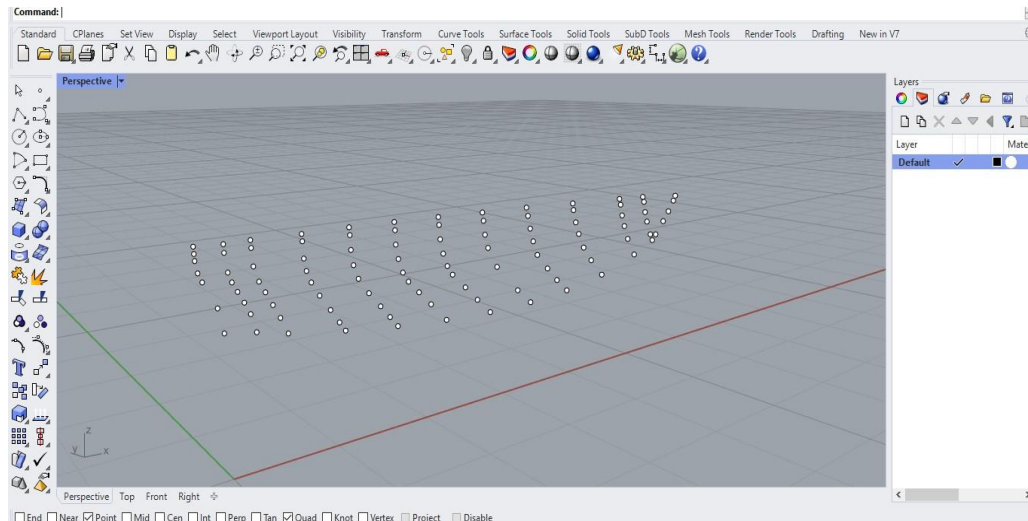 Command:
Standard CPlanes Set View Display Select Viewport Layout Visibility Transform Curve Tools Surface Tools Solid Tools SubD Tools Mesh Tools Render Tools Drafting New in V7
Perspective
Layers
Layer Mate
Default
z
y x
Perspective Top Front Right
End Near Point Mid Cen Int Perp Tan Quad Knot Vertex Project Disable